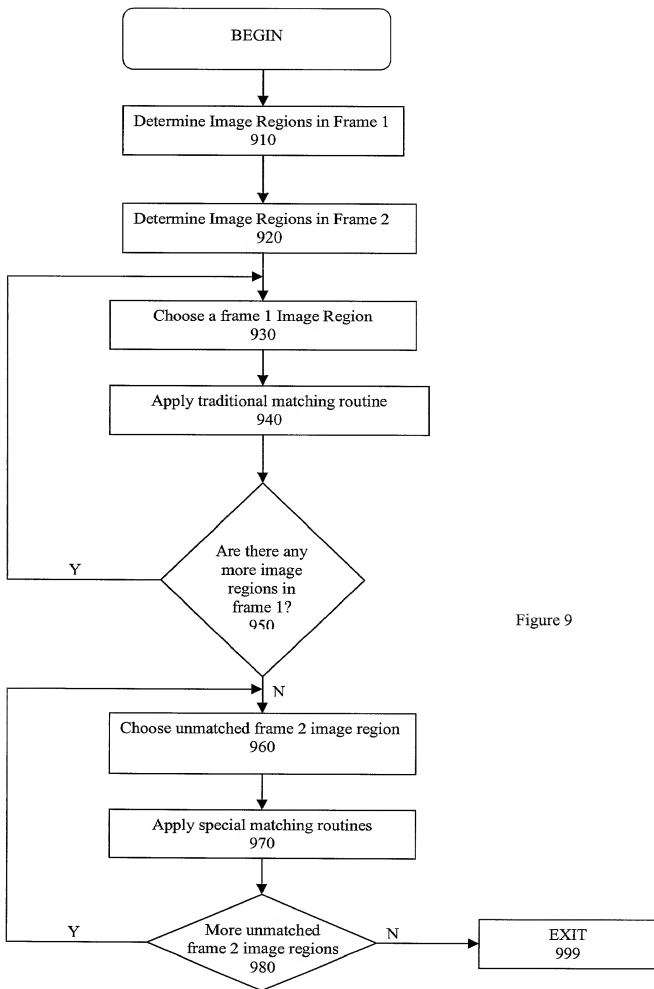 BEGIN
Determine Image Regions in Frame 1
910
Determine Image Regions in Frame 2
920
Choose a frame 1 Image Region
930
Apply traditional matching routine
940
Are there any
more image
regions in
frame 1?
950
Y
Figure 9
N
Choose unmatched frame 2 image region
960
Apply special matching routines
970
More unmatched
frame 2 image regions
980
Y
N
EXIT
999